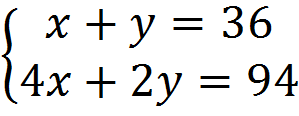 x + y = 36
4x + 2y = 94